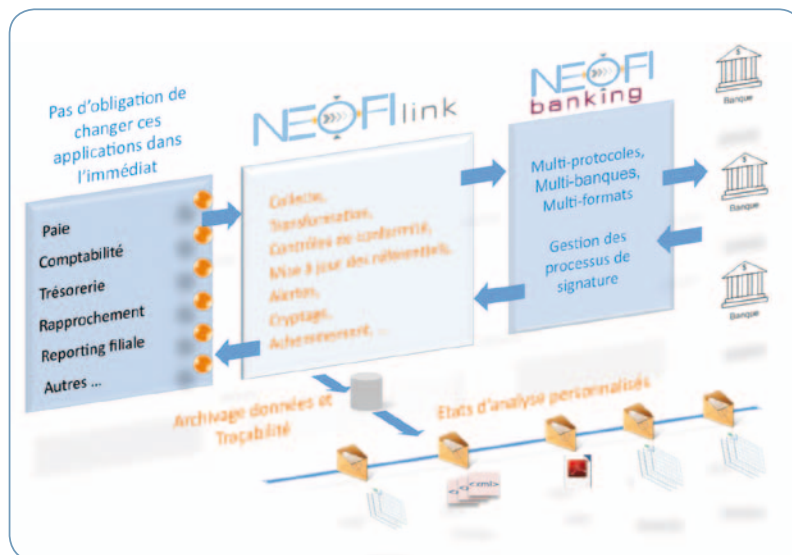 Pas d'obligation de
changer ces
applications dans
l'immédiat
Paie
Comptabilité
Trésorerie
Rapprochement
Reporting filiale
Autres ...
NEOFI link
Collecte,
Transformation,
Contrôles de conformité,
Mise à jour des référentiels,
Alertes,
Cryptage,
Acheminement, ...
NEOFI
banking
Multi-protocoles,
Multi-banques,
Multi-formats
Gestion des
processus de
signature
$
Banque
$
Banque
$
Banque
Archivage données et
Traçabilité
Etats d'analyse personnalisés
<xml>